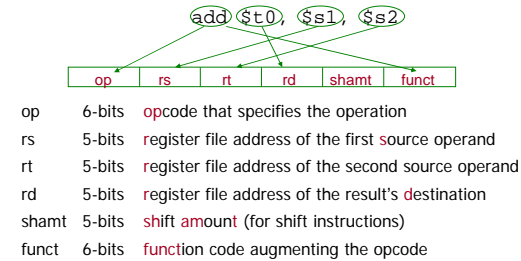 add $t0, $s1, $s2
op rs rt rd shamt funct
op 6-bits opcode that specifies the operation
rs 5-bits register file address of the first source operand
rt 5-bits register file address of the second source operand
rd 5-bits register file address of the result's destination
shamt 5-bits shift amount (for shift instructions)
funct 6-bits function code augmenting the opcode